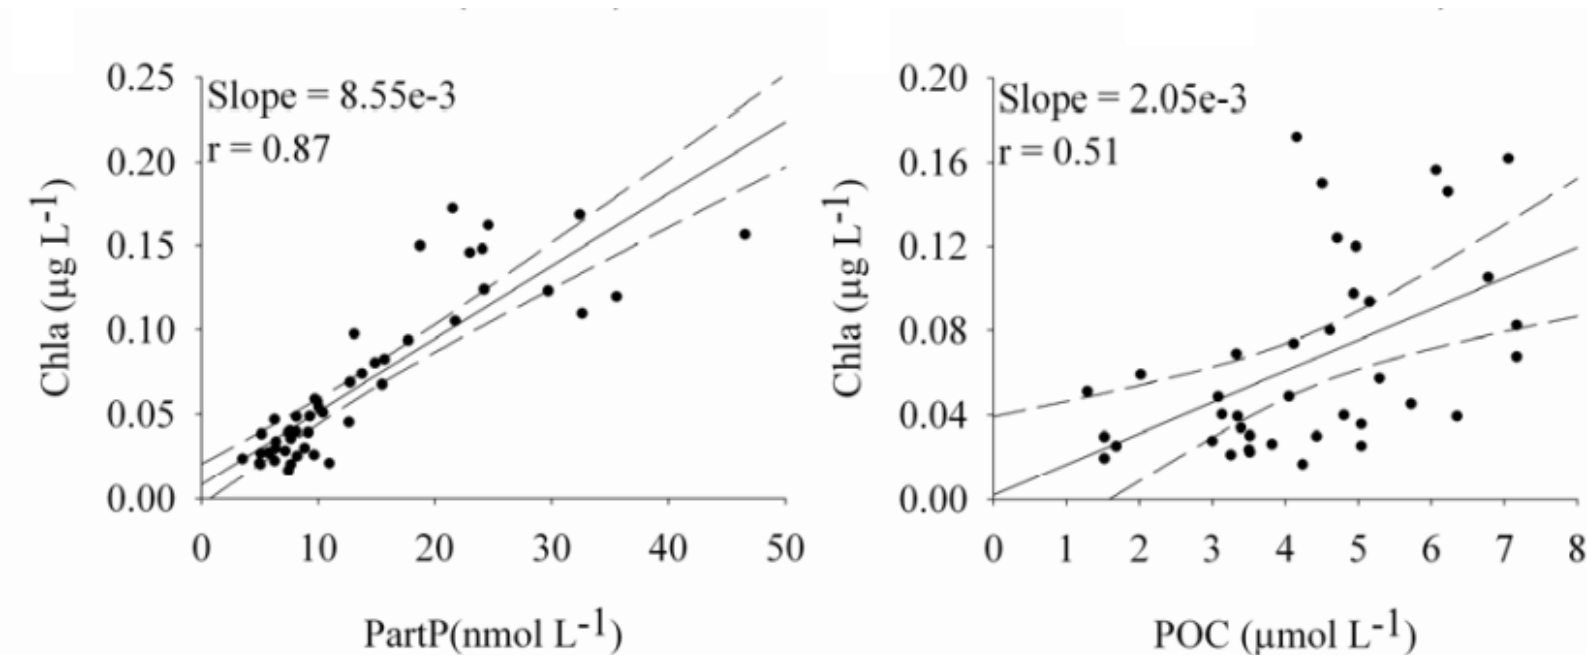 Slope = 8.55e-3
r = 0.87
0.25
0.20
0.15
0.10
0.05
0.00
Chla (µg L-1)
0 10 20 30 40 50
PartP(nmol L-1)
Slope = 2.05e-3
r = 0.51
0.20
0.16
0.12
0.08
0.04
0.00
Chla (µg L-1)
0 1 2 3 4 5 6 7 8
POC (µmol L-1)